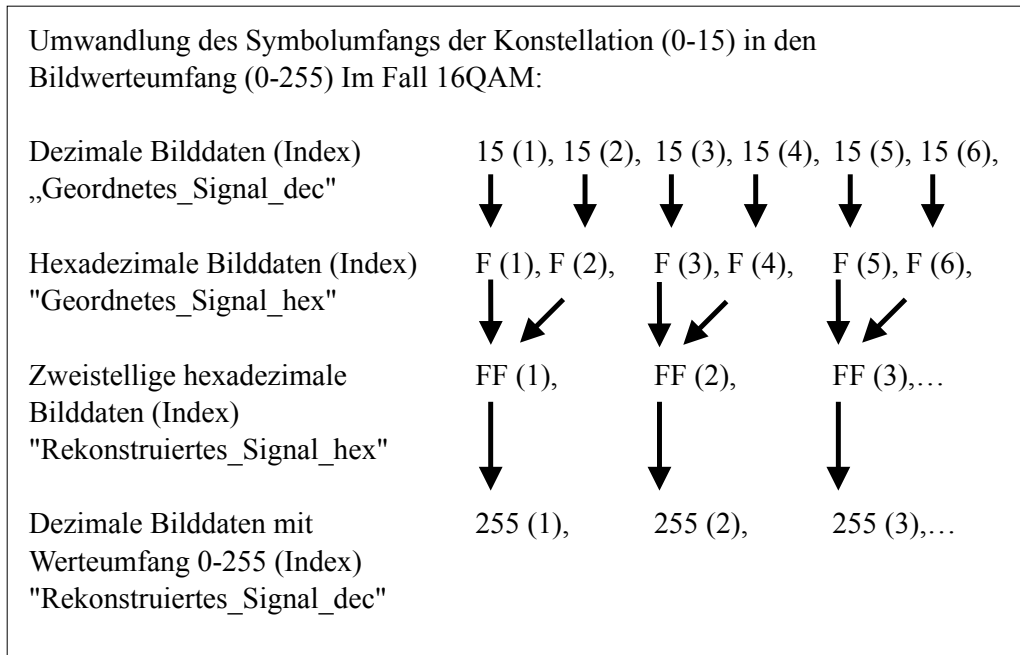 Umwandlung des Symbolumfangs der Konstellation (0-15) in den
Bildwerteumfang (0-255) Im Fall 16QAM:
Dezimale Bilddaten (Index) 15 (1), 15 (2), 15 (3), 15 (4), 15 (5), 15 (6),
„Geordnetes_Signal_dec"
Hexadezimale Bilddaten (Index) F (1), F (2), F (3), F (4), F (5), F (6),
"Geordnetes_Signal_hex"
Zweistellige hexadezimale FF (1), FF (2), FF (3),…
Bilddaten (Index)
"Rekonstruiertes_Signal_hex"
Dezimale Bilddaten mit 255 (1), 255 (2), 255 (3),…
Werteumfang 0-255 (Index)
"Rekonstruiertes_Signal_dec"